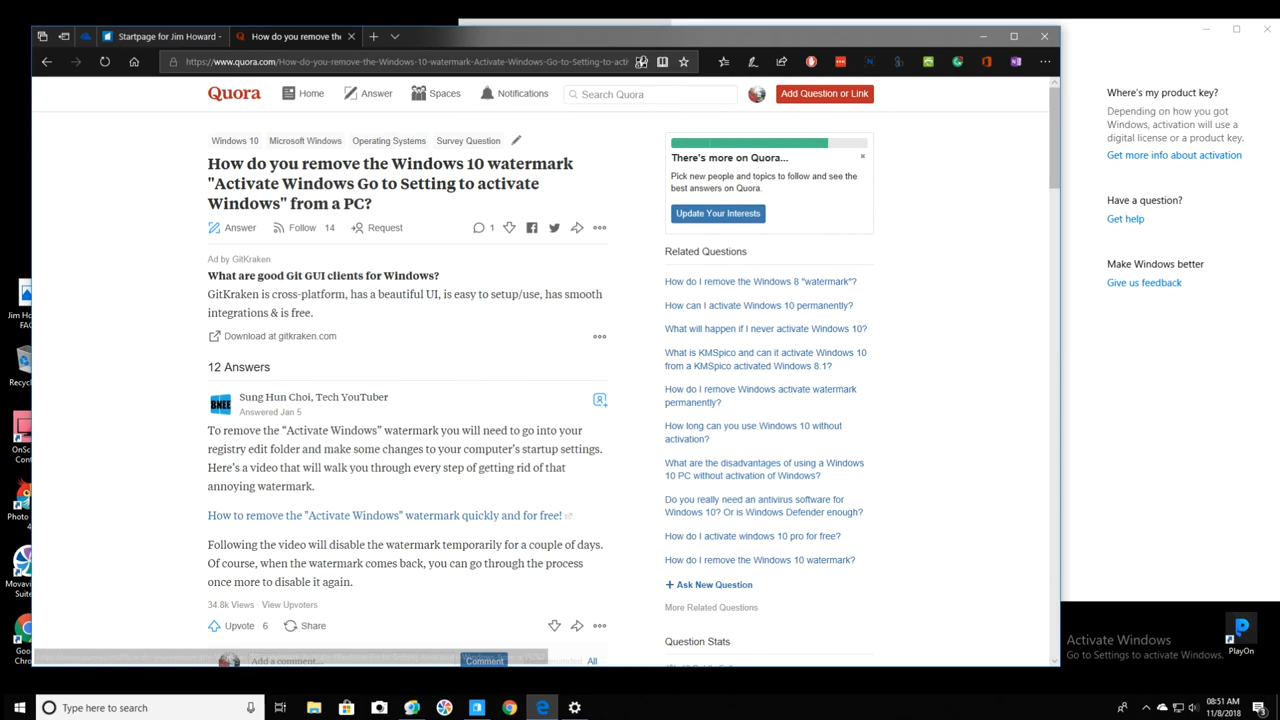 Startpage for Jim Howard -
How do you remove the
https://www.quora.com/How-do-you-remove-the-Windows-10-watermark-Activate-Windows-Go-to-Setting-to-acti
Quora
Home
Answer
Spaces
Notifications
Search Quora
Add Question or Link
Windows 10
Microsoft Windows
Operating Systems
Survey Question
How do you remove the Windows 10 watermark
"Activate Windows Go to Setting to activate
Windows" from a PC?
Answer
Follow 14
Request
1
Ad by GitKraken
What are good Git GUI clients for Windows?
GitKraken is cross-platform, has a beautiful UI, is easy to setup/use, has smooth
integrations & is free.
Download at gitkraken.com
12 Answers
BNEE
Sung Hun Choi, Tech YouTuber
Answered Jan 5
To remove the "Activate Windows" watermark you will need to go into your
registry edit folder and make some changes to your computer's startup settings.
Here's a video that will walk you through every step of getting rid of that
annoying watermark.
How to remove the "Activate Windows" watermark quickly and for free!
Following the video will disable the watermark temporarily for a couple of days.
Of course, when the watermark comes back, you can go through the process
once more to disable it again.
34.8k Views · View Upvoters
Upvote 6
Share
Add a comment...
Comment
All
There's more on Quora...
Pick new people and topics to follow and see the
best answers on Quora.
Update Your Interests
Related Questions
How do I remove the Windows 8 "watermark"?
How can I activate Windows 10 permanently?
What will happen if I never activate Windows 10?
What is KMSpico and can it activate Windows 10
from a KMSpico activated Windows 8.1?
How do I remove Windows activate watermark
permanently?
How long can you use Windows 10 without
activation?
What are the disadvantages of using a Windows
10 PC without activation of Windows?
Do you really need an antivirus software for
Windows 10? Or is Windows Defender enough?
How do I activate windows 10 pro for free?
How do I remove the Windows 10 watermark?
Ask New Question
More Related Questions
Question Stats
Where's my product key?
Depending on how you got
Windows, activation will use a
digital license or a product key.
Get more info about activation
Have a question?
Get help
Make Windows better
Give us feedback
Jim Ho
FAC
Recyc
OnSc
Photo
4
Movavi
Suite
Goo
Chro
Activate Windows
Go to Settings to activate Windows.
PlayOn
Type here to search
08:51 AM
11/8/2018
3